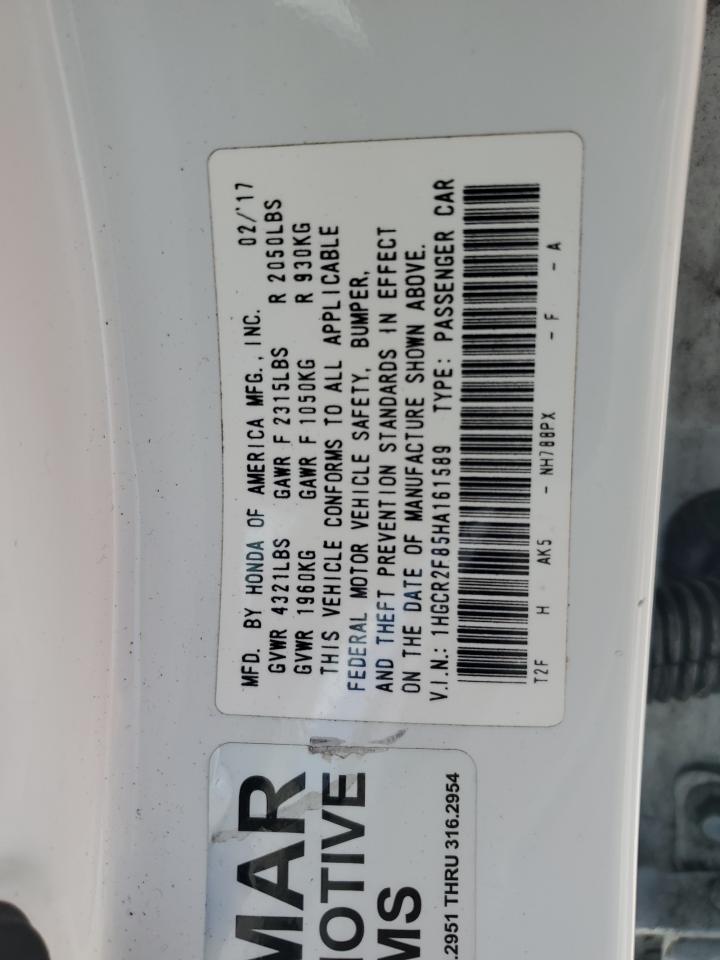 MFD. BY HONDA OF AMERICA MFG., INC. 02/'17
GVWR 4321LBS GAWR F 2315LBS R 2050LBS
GVWR 1960KG GAWR F 1050KG R 930KG
THIS VEHICLE CONFORMS TO ALL APPLICABLE
FEDERAL MOTOR VEHICLE SAFETY, BUMPER,
AND THEFT PREVENTION STANDARDS IN EFFECT
ON THE DATE OF MANUFACTURE SHOWN ABOVE.
V.I.N.: 1HGCR2F85HA161589 TYPE: PASSENGER CAR
T2F H AK5 - NH788PX - F - A
MAR
OTIVE
MS
.2951 THRU 316.2954